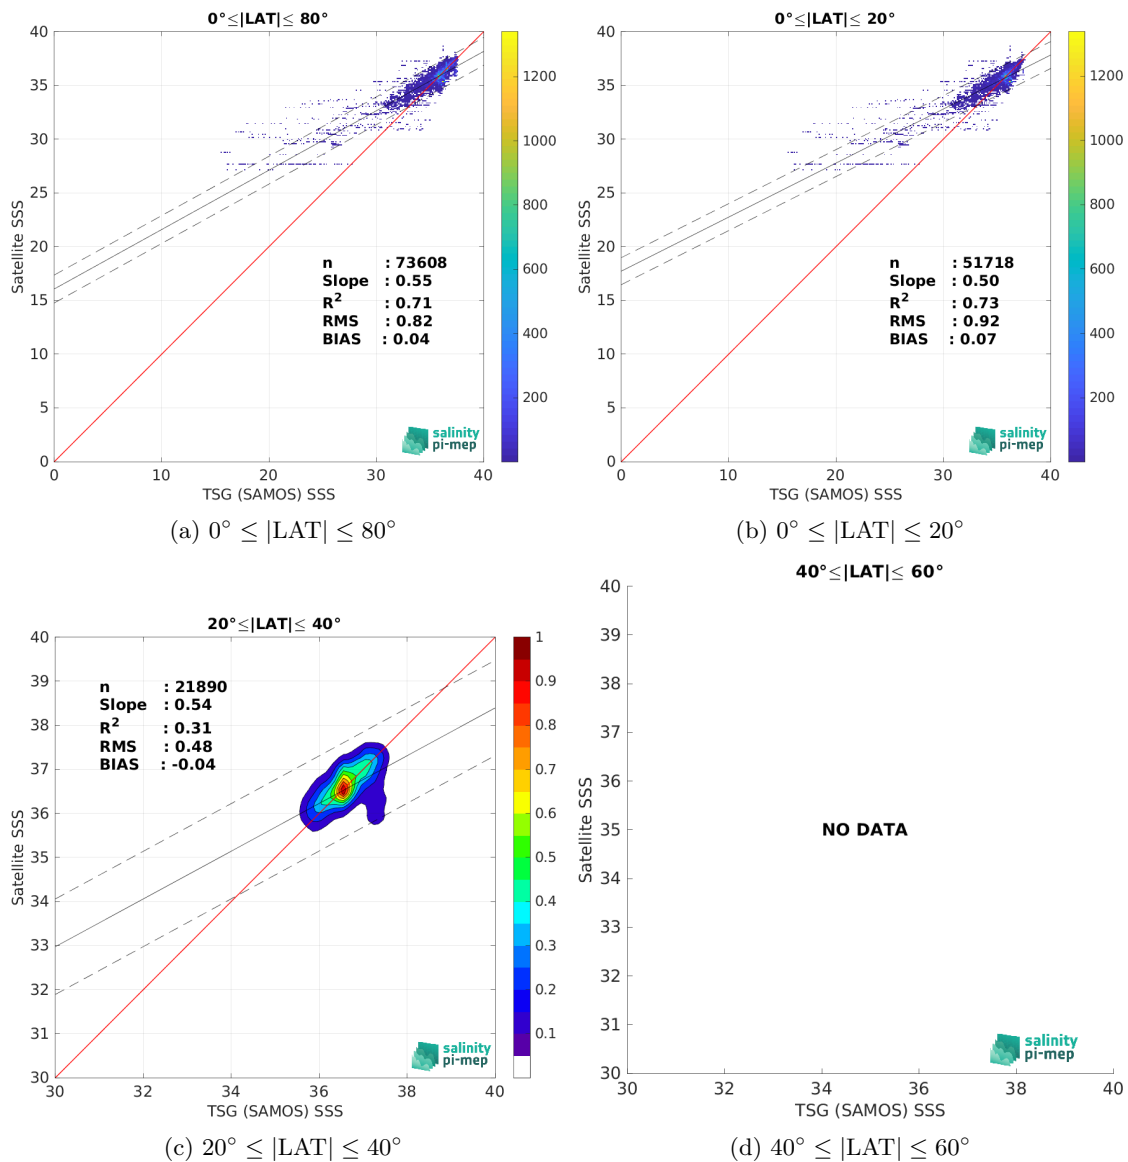 0°≤|LAT|≤ 80°
40
35
30
25
20
15
10
5
0
Satellite SSS
n : 73608
Slope : 0.55
R² : 0.71
RMS : 0.82
BIAS : 0.04
salinity
pi-mep
0 10 20 30 40
TSG (SAMOS) SSS
1200
1000
800
600
400
200
(a) 0° ≤ |LAT| ≤ 80°
0°≤|LAT|≤ 20°
40
35
30
25
20
15
10
5
0
Satellite SSS
n : 51718
Slope : 0.50
R² : 0.73
RMS : 0.92
BIAS : 0.07
salinity
pi-mep
0 10 20 30 40
TSG (SAMOS) SSS
1200
1000
800
600
400
200
(b) 0° ≤ |LAT| ≤ 20°
20°≤|LAT|≤ 40°
40
39
38
37
36
35
34
33
32
31
30
Satellite SSS
n : 21890
Slope : 0.54
R² : 0.31
RMS : 0.48
BIAS : -0.04
salinity
pi-mep
30 32 34 36 38 40
TSG (SAMOS) SSS
1
0.9
0.8
0.7
0.6
0.5
0.4
0.3
0.2
0.1
(c) 20° ≤ |LAT| ≤ 40°
40°≤|LAT|≤ 60°
40
39
38
37
36
35
34
33
32
31
30
Satellite SSS
NO DATA
salinity
pi-mep
30 32 34 36 38 40
TSG (SAMOS) SSS
(d) 40° ≤ |LAT| ≤ 60°